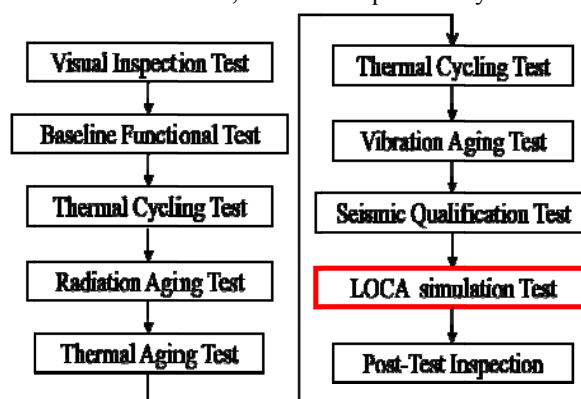 Visual Inspection Test
Baseline Functional Test
Thermal Cycling Test
Radiation Aging Test
Thermal Aging Test
Thermal Cycling Test
Vibration Aging Test
Seismic Qualification Test
LOCA simulation Test
Post-Test Inspection